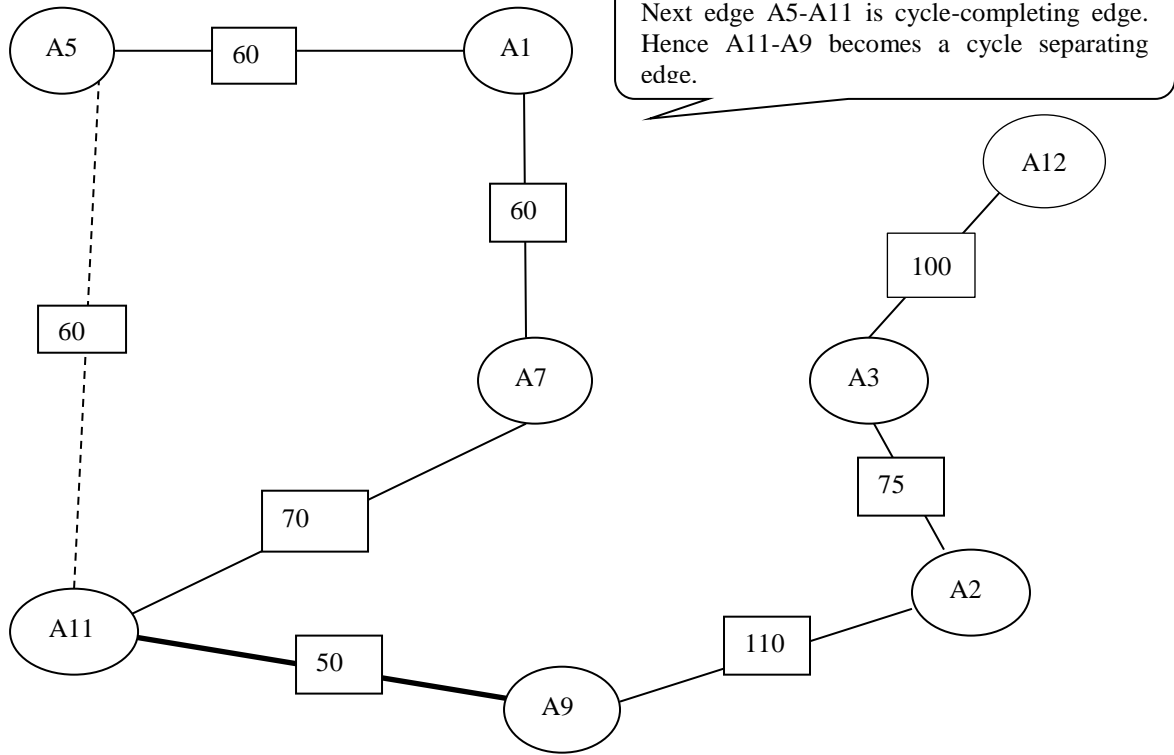 Next edge A5-A11 is cycle-completing edge.
Hence A11-A9 becomes a cycle separating
edge.
A5
60
A1
A12
60
100
60
A7
A3
75
70
A2
A11
110
50
A9